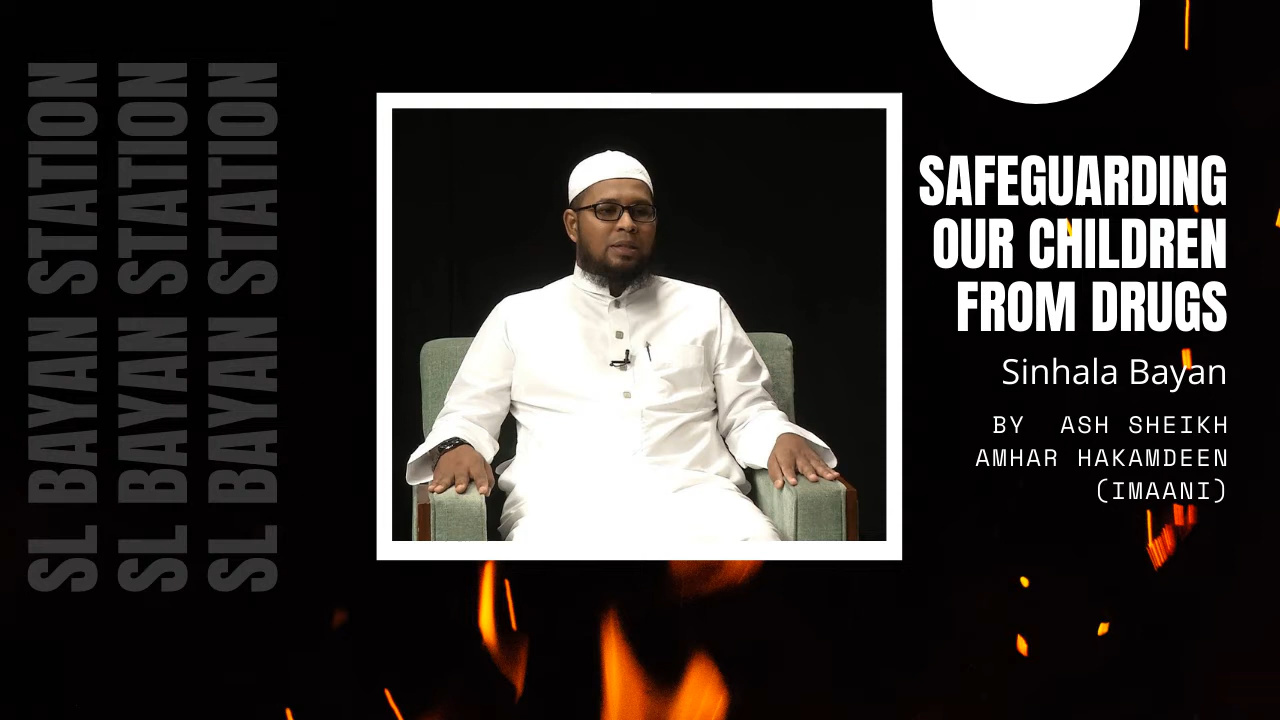 SL BAYAN STATION
SL BAYAN STATION
SL BAYAN STATION
SAFEGUARDING
OUR CHILDREN
FROM DRUGS
Sinhala Bayan
BY ASH SHEIKH
AMHAR HAKAMDEEN
(IMAANI)